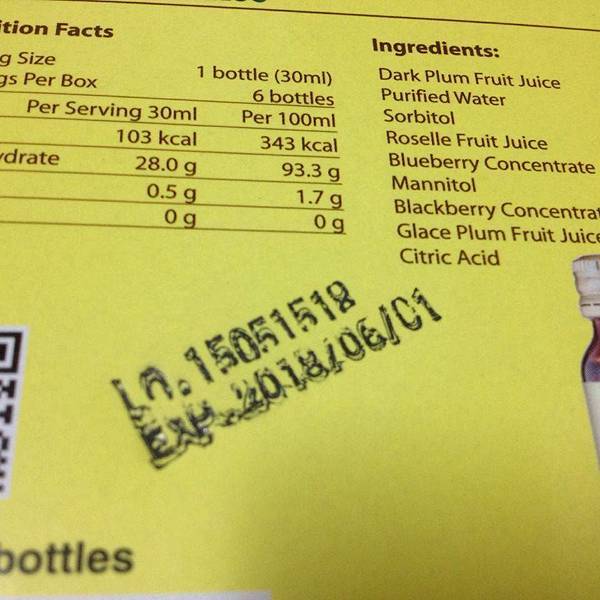 ition Facts
g Size 1 bottle (30ml)
gs Per Box 6 bottles
Per Serving 30ml Per 100ml
103 kcal 343 kcal
ydrate 28.0 g 93.3 g
0.5 g 1.7 g
0 g 0 g
Ingredients:
Dark Plum Fruit Juice
Purified Water
Sorbitol
Roselle Fruit Juice
Blueberry Concentrate
Mannitol
Blackberry Concentrat
Glace Plum Fruit Juice
Citric Acid
15051518
EXP.2018/06/01
bottles